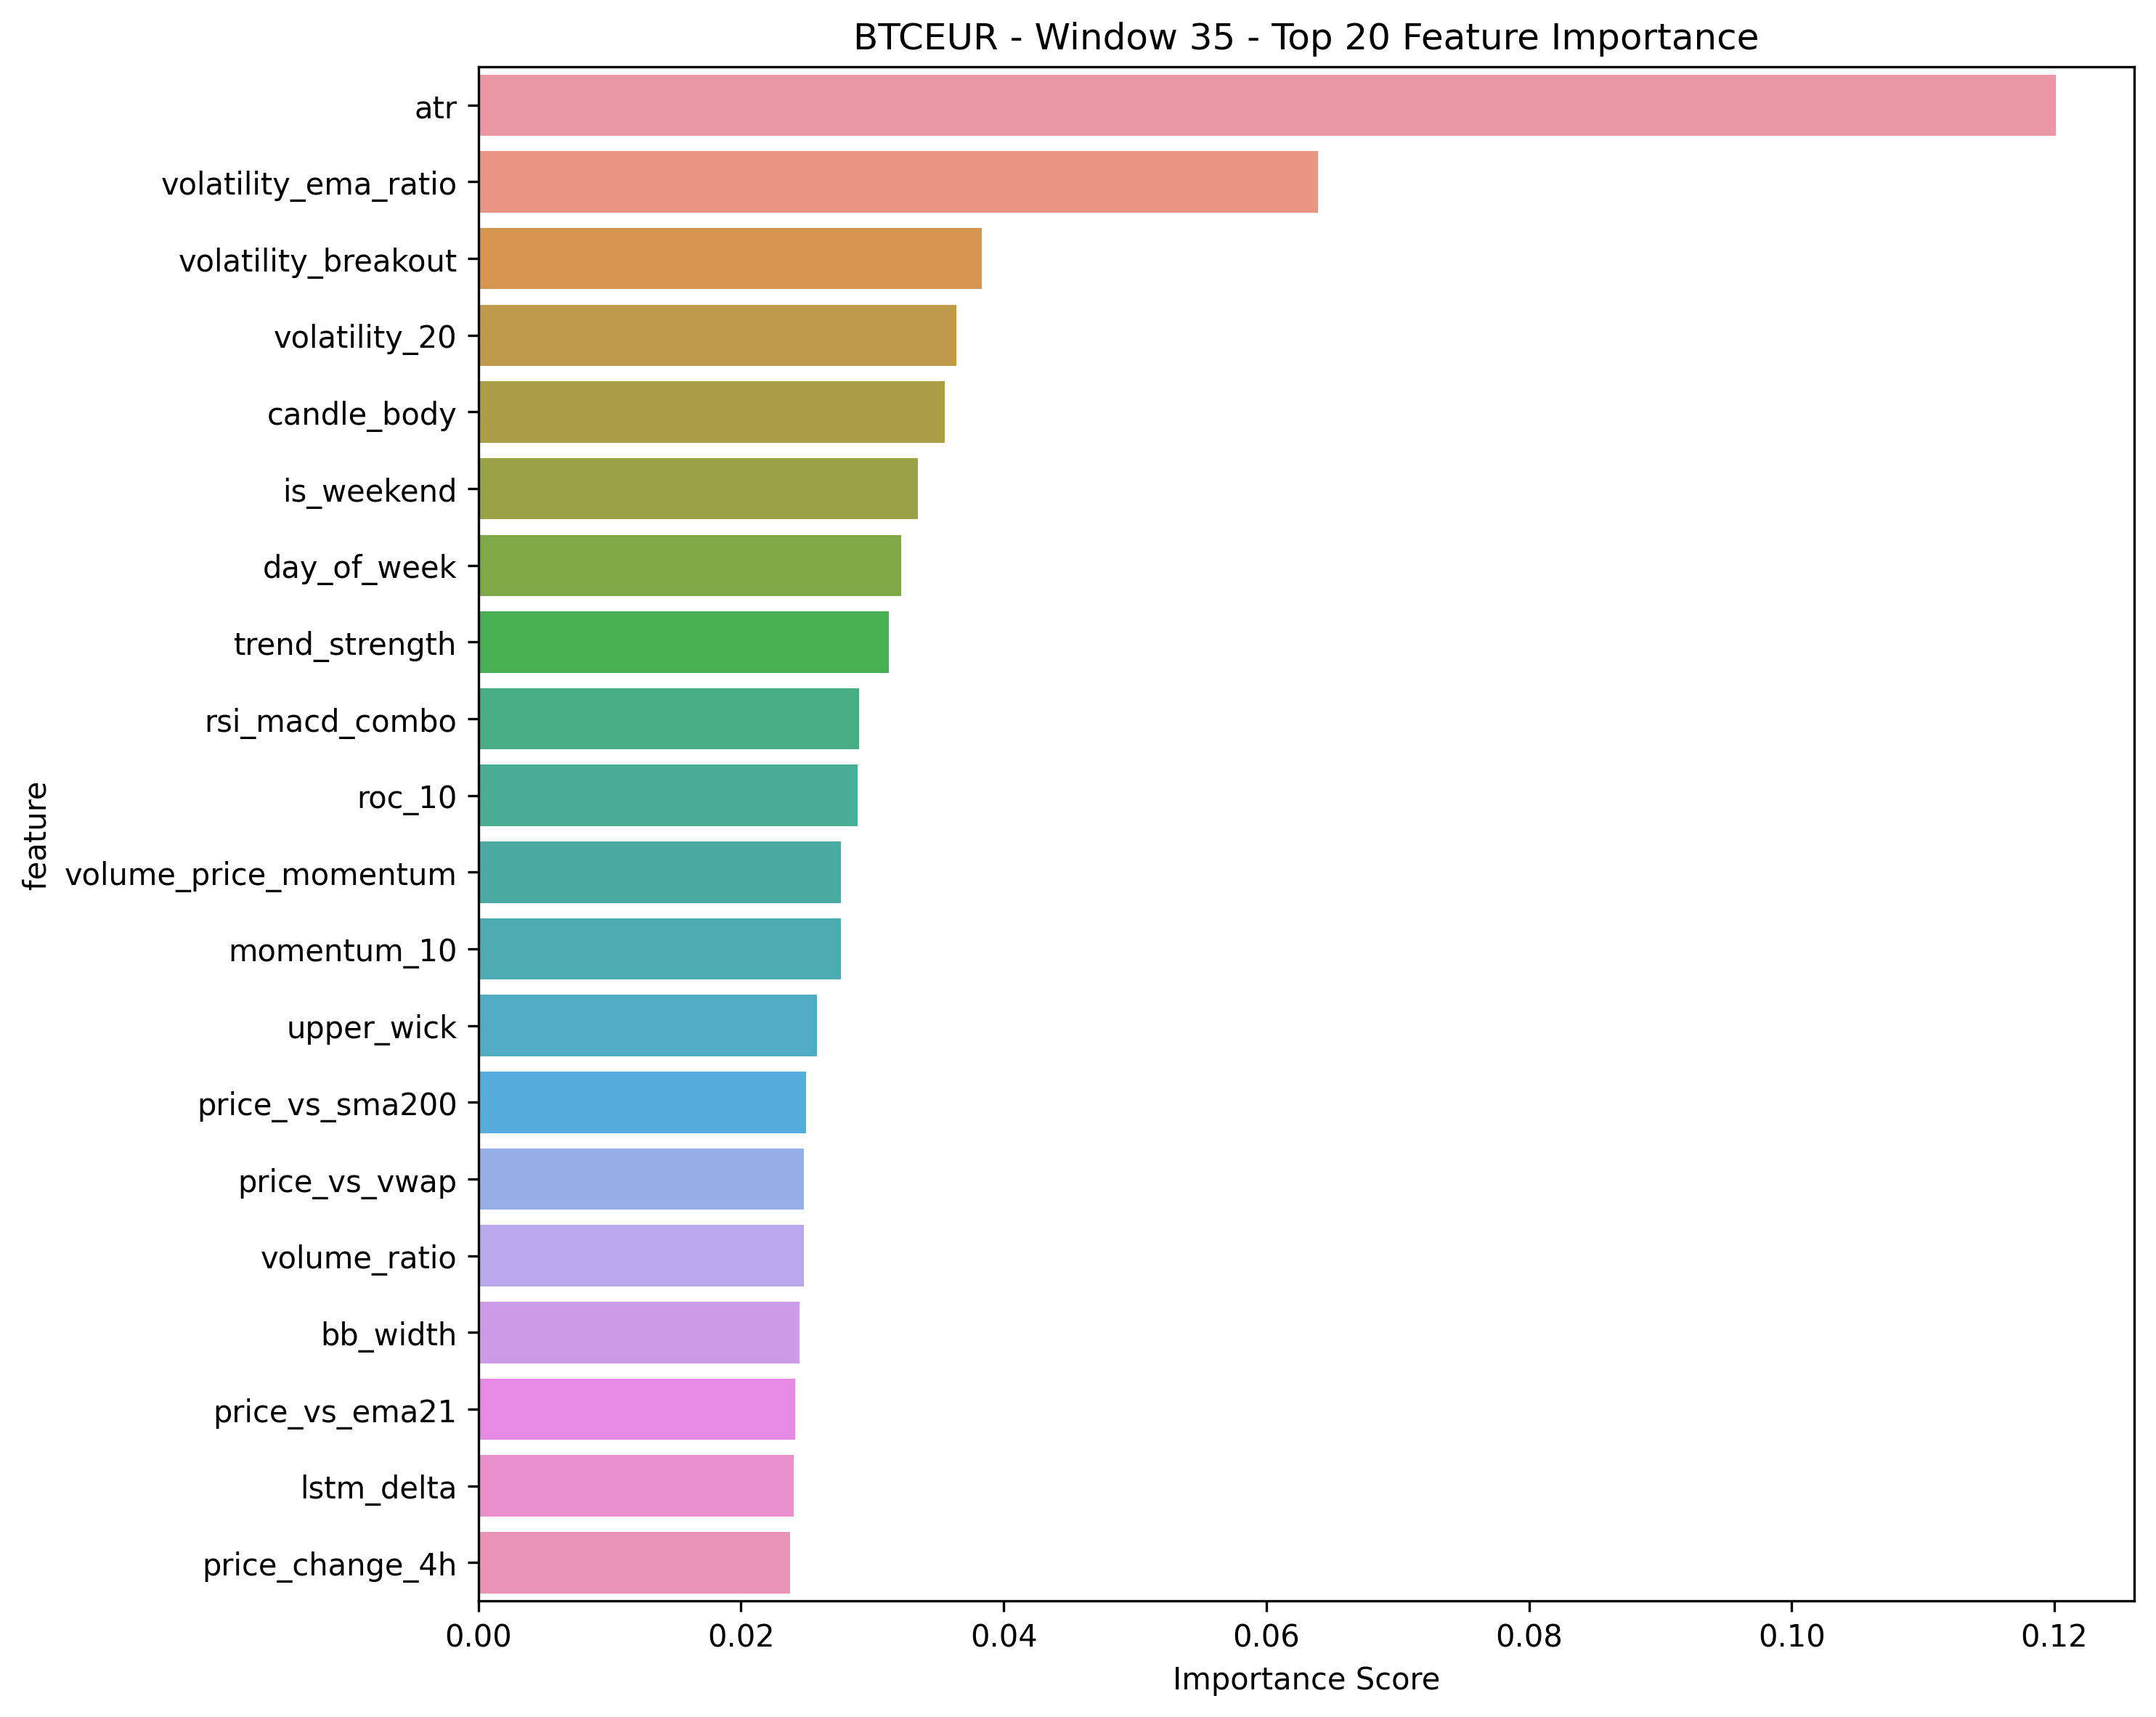 BTCEUR - Window 35 - Top 20 Feature Importance
atr
volatility_ema_ratio
volatility_breakout
volatility_20
candle_body
is_weekend
day_of_week
trend_strength
rsi_macd_combo
roc_10
volume_price_momentum
momentum_10
upper_wick
price_vs_sma200
price_vs_vwap
volume_ratio
bb_width
price_vs_ema21
lstm_delta
price_change_4h
feature
0.00 0.02 0.04 0.06 0.08 0.10 0.12
Importance Score